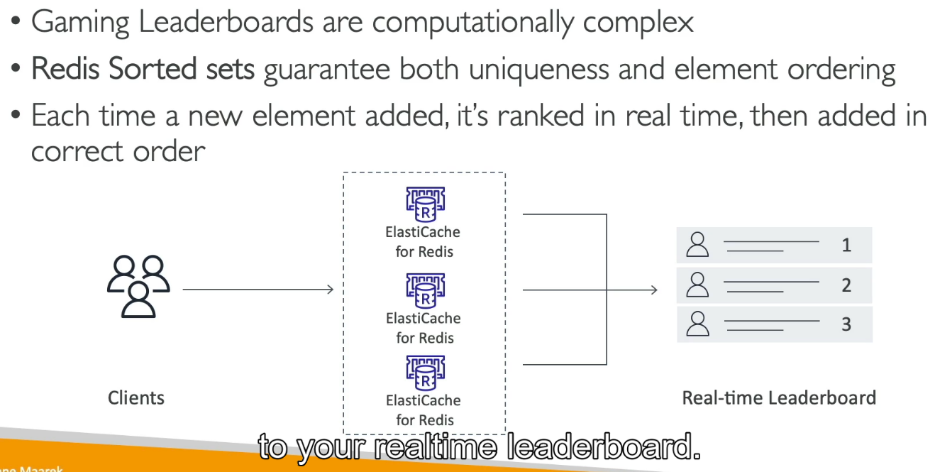 • Gaming Leaderboards are computationally complex
• Redis Sorted sets guarantee both uniqueness and element ordering
• Each time a new element added, it's ranked in real time, then added in
correct order
R
ElastiCache
for Redis
R
ElastiCache
for Redis
R
ElastiCache
for Redis
1
2
3
Clients
Real-time Leaderboard
to your realtime leaderboard.
Maarek